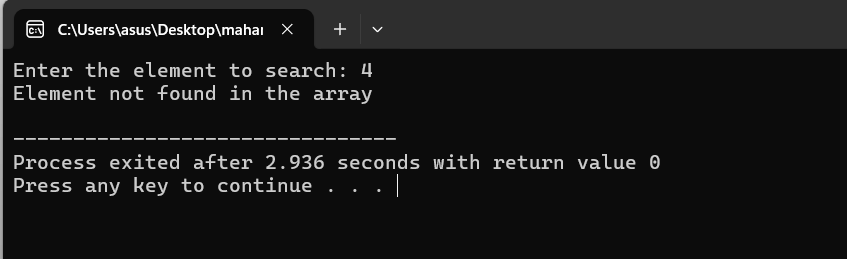 C:\Users\asus\Desktop\mahar
Enter the element to search: 4
Element not found in the array
--------------------------------
Process exited after 2.936 seconds with return value 0
Press any key to continue . . .